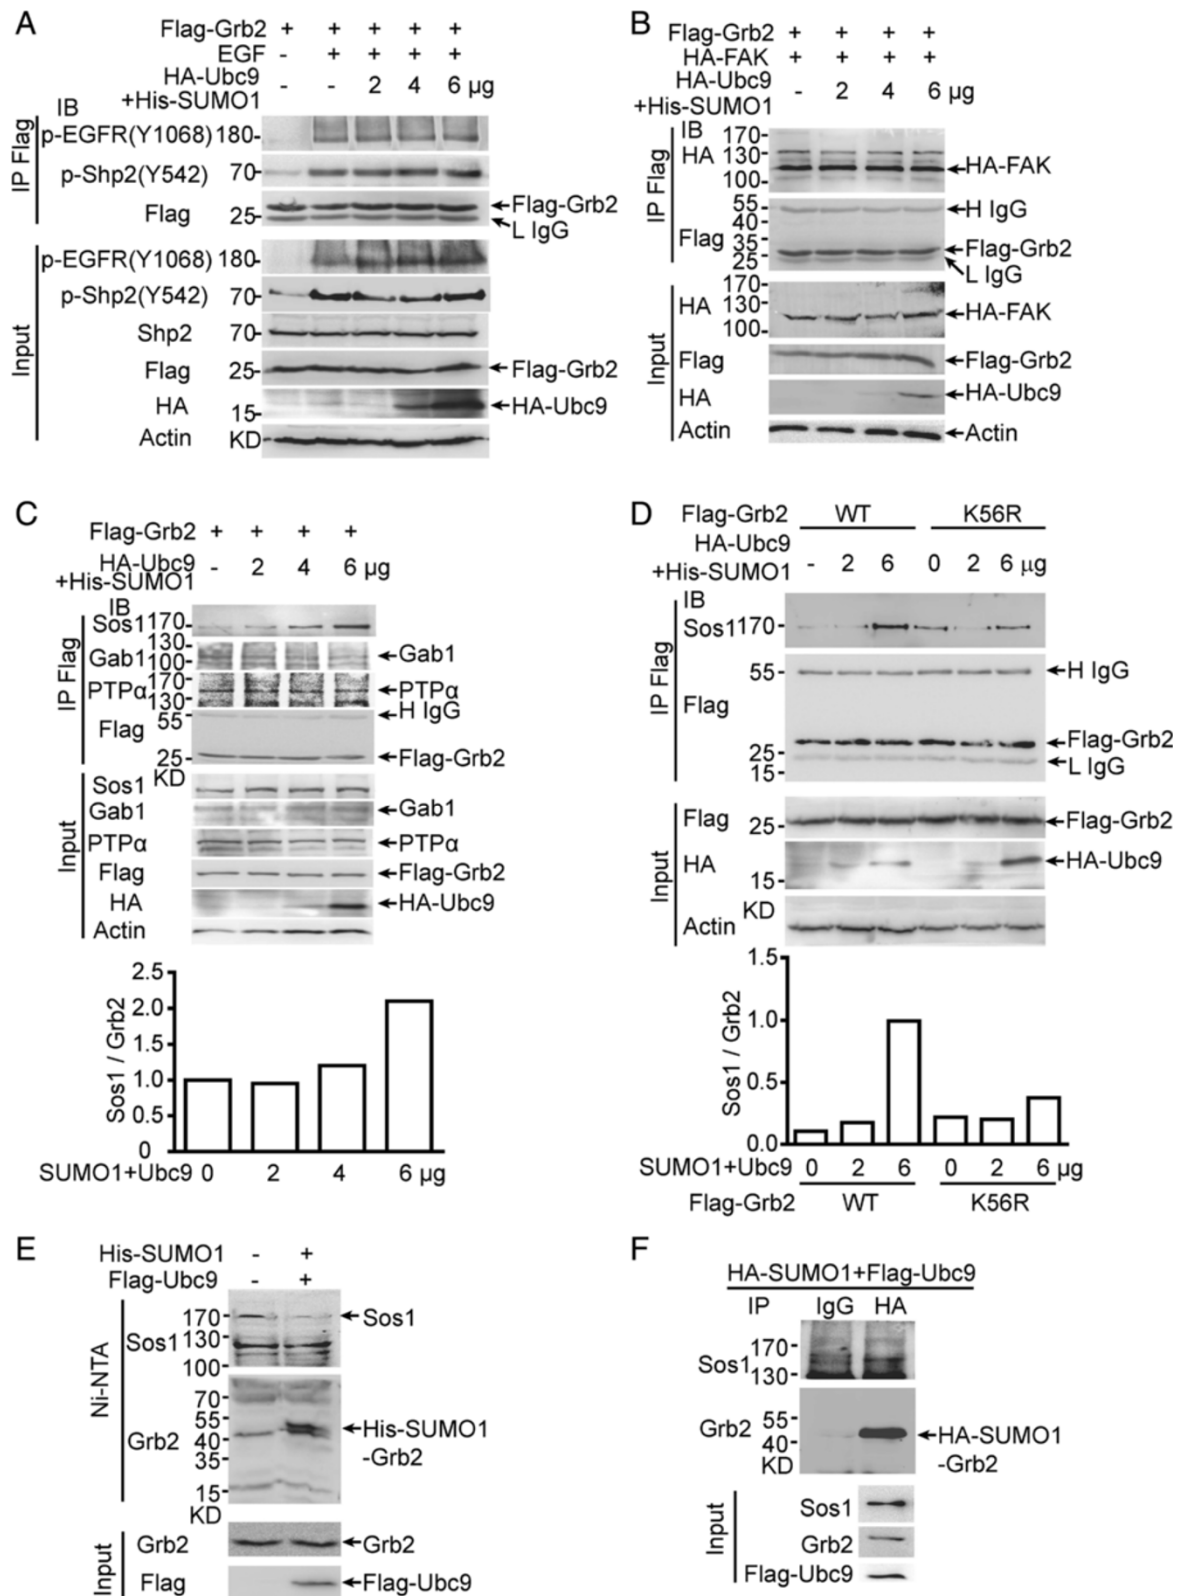 A
Flag-Grb2 + + + + +
EGF - + + + +
HA-Ubc9
+His-SUMO1 - - 2 4 6 μg
IB
IP Flag
p-EGFR(Y1068) 180-
p-Shp2(Y542) 70-
Flag 25- Flag-Grb2
L IgG
Input
p-EGFR(Y1068) 180-
p-Shp2(Y542) 70-
Shp2 70-
Flag 25- Flag-Grb2
HA 15- HA-Ubc9
Actin KD
B
Flag-Grb2 + + + +
HA-FAK + + + +
HA-Ubc9
+His-SUMO1 - 2 4 6 μg
IB
IP Flag
170-
HA 130- HA-FAK
100-
55- H IgG
40-
Flag 35- Flag-Grb2
25- L IgG
Input
170-
HA 130- HA-FAK
100-
Flag Flag-Grb2
HA HA-Ubc9
Actin Actin
C
Flag-Grb2 + + + +
HA-Ubc9
+His-SUMO1 - 2 4 6 μg
IB
IP Flag
Sos1 170-
130-
Gab1 100- Gab1
170-
PTPα 130- PTPα
55- H IgG
Flag
25- Flag-Grb2
KD
Input
Sos1
Gab1 Gab1
PTPα PTPα
Flag Flag-Grb2
HA HA-Ubc9
Actin
2.5
2.0
1.5
1.0
0.5
0
Sos1 / Grb2
SUMO1+Ubc9 0 2 4 6 μg
D
Flag-Grb2 WT K56R
HA-Ubc9
+His-SUMO1 - 2 6 0 2 6 μg
IB
IP Flag
Sos1 170-
55- H IgG
Flag
Flag-Grb2
25- L IgG
15-
Input
Flag 25- Flag-Grb2
HA HA-Ubc9
15-
KD
Actin
1.5
1.0
0.5
0.0
Sos1 / Grb2
SUMO1+Ubc9 0 2 6 0 2 6 μg
Flag-Grb2 WT K56R
E
His-SUMO1 - +
Flag-Ubc9 - +
Ni-NTA
170- Sos1
Sos1 130-
100-
70-
55- His-SUMO1
Grb2 40- -Grb2
35-
15-
KD
Input
Grb2 Grb2
Flag Flag-Ubc9
F
HA-SUMO1+Flag-Ubc9
IP IgG HA
170-
Sos1 130-
Grb2 55-
40- HA-SUMO1
KD -Grb2
Input
Sos1
Grb2
Flag-Ubc9